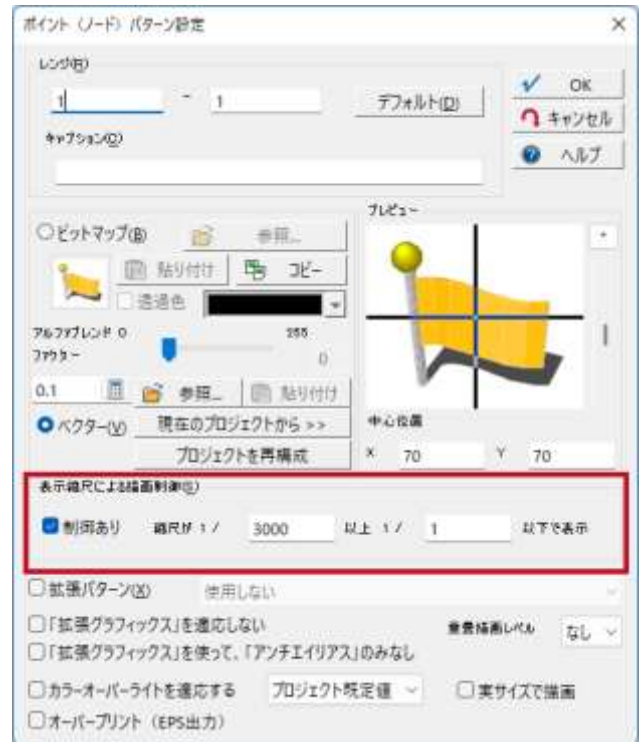 ポイント（ノード）パターン設定
レンジ(R)
1 - 1 デフォルト(D)
OK
キャンセル
キャプション(C)
ヘルプ
プレビュー
ビットマップ(B) 参照...
貼り付け コピー
透過色
アルファブレンド 0 255
ファクター 0
0.1 参照... 貼り付け
ベクター(V) 現在のプロジェクトから >>
中心位置
プロジェクトを再構成 X 70 Y 70
表示縮尺による描画制御(S)
制御あり 縮尺が 1 / 3000 以上 1 / 1 以下で表示
拡張パターン(X) 使用しない
「拡張グラフィックス」を適応しない
重畳描画レベル なし
「拡張グラフィックス」を使って、「アンチエイリアス」のみなし
カラーオーバーライトを適応する プロジェクト既定値 実サイズで描画
オーバープリント（EPS出力）